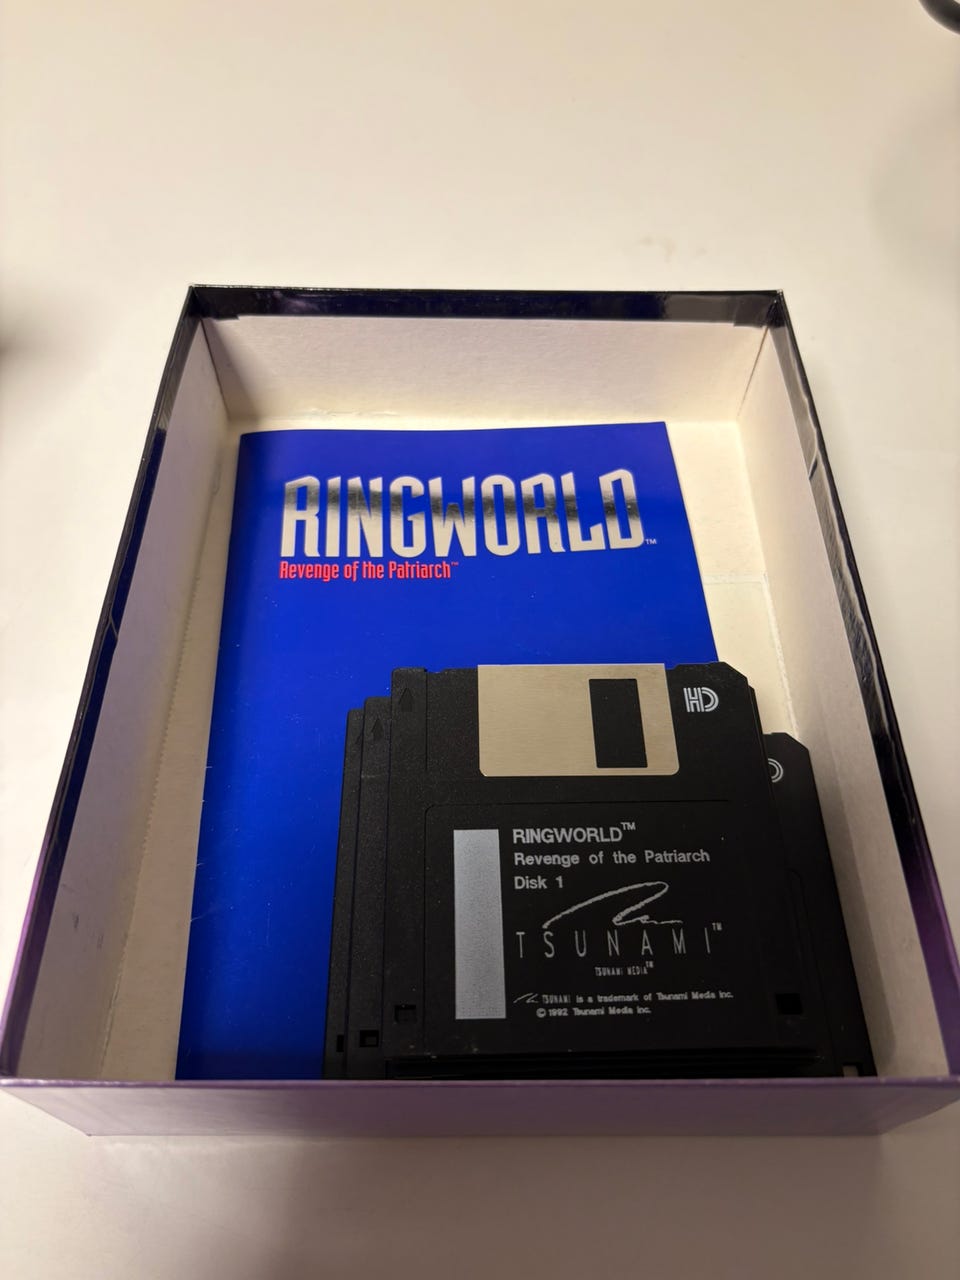 RINGWORLD™
Revenge of the Patriarch™
HD
RINGWORLD™
Revenge of the Patriarch
Disk 1
TSUNAMI™
TSUNAMI MEDIA™
TSUNAMI is a trademark of Tsunami Media Inc.
© 1992 Tsunami Media Inc.